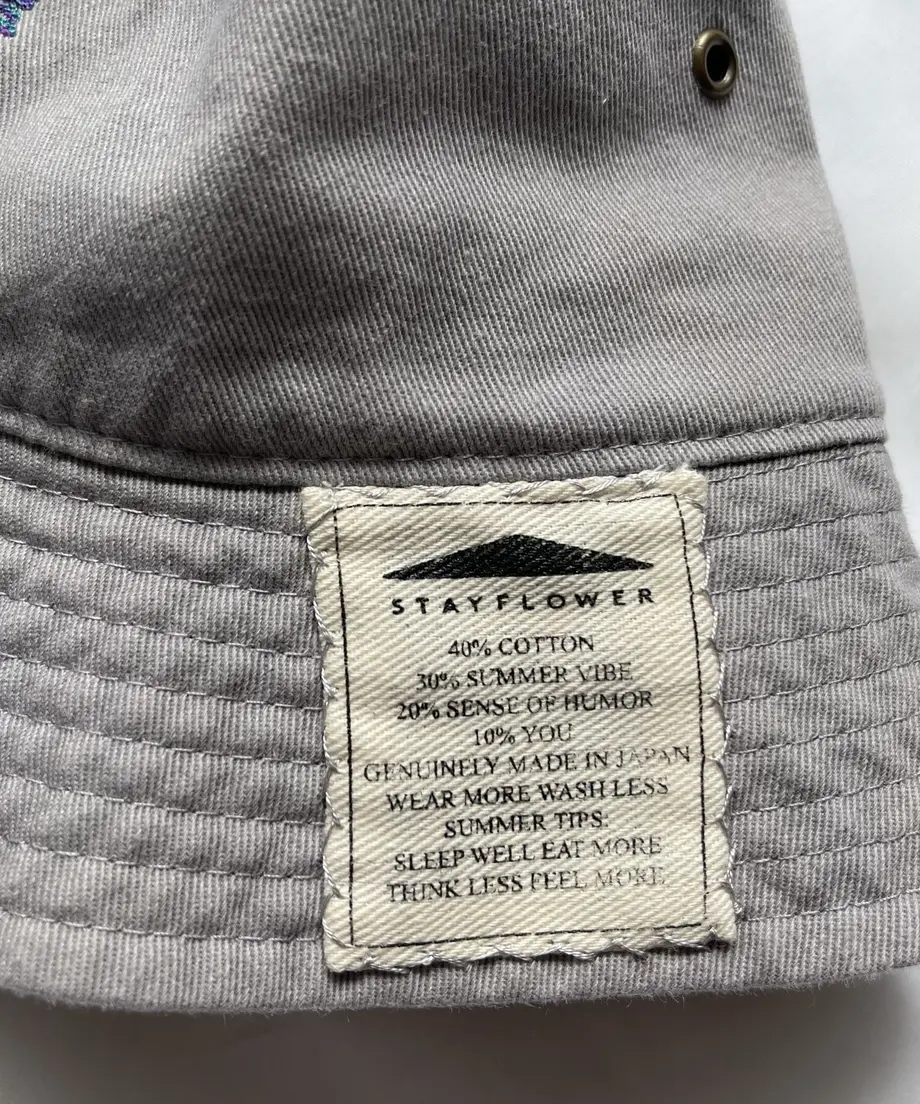 STAYFLOWER
40% COTTON
30% SUMMER VIBE
20% SENSE OF HUMOR
10% YOU
GENUINELY MADE IN JAPAN
WEAR MORE WASH LESS
SUMMER TIPS:
SLEEP WELL EAT MORE
THINK LESS FEEL MORE